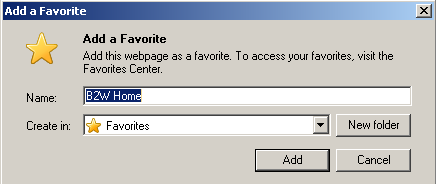 Add a Favorite
Add a Favorite
Add this webpage as a favorite. To access your favorites, visit the
Favorites Center.
Name: B2W Home
Create in: Favorites New folder
Add Cancel